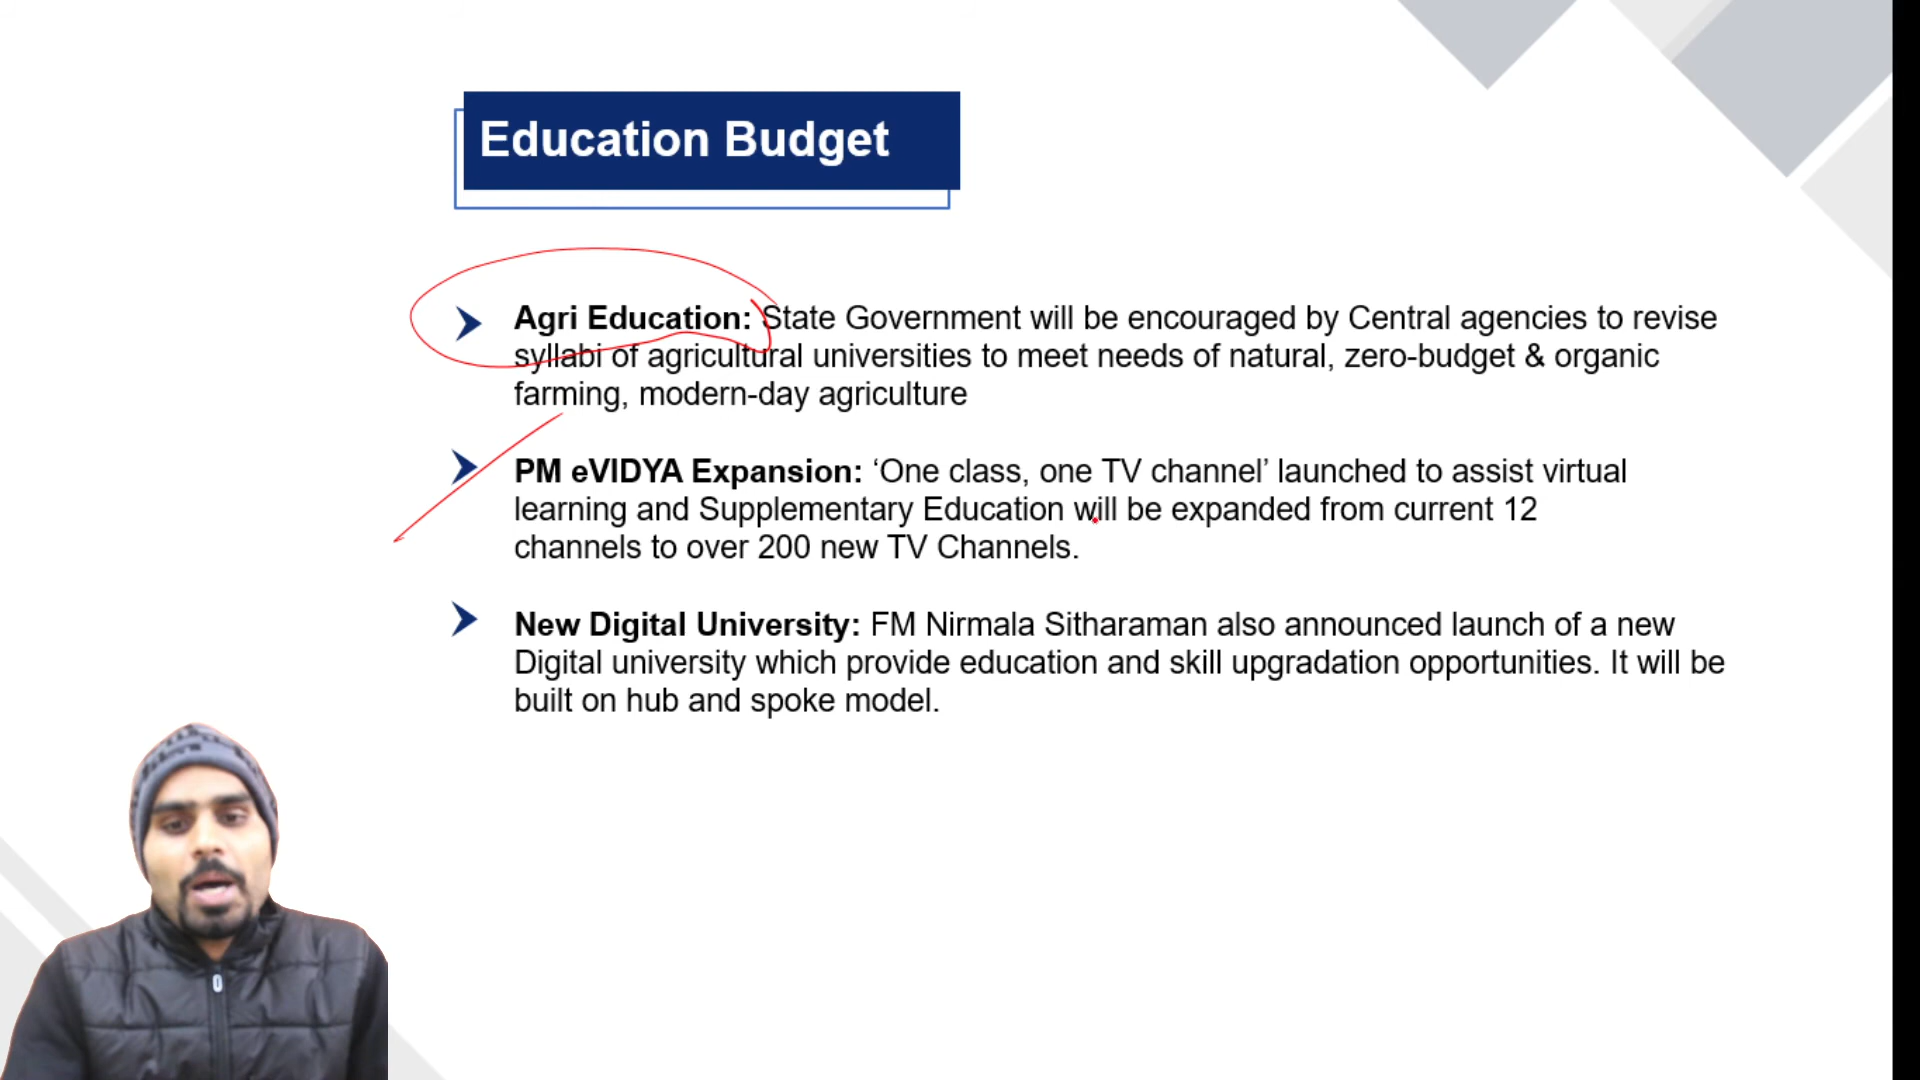 Education Budget
Agri Education: State Government will be encouraged by Central agencies to revise
syllabi of agricultural universities to meet needs of natural, zero-budget & organic
farming, modern-day agriculture
PM eVIDYA Expansion: ‘One class, one TV channel’ launched to assist virtual
learning and Supplementary Education will be expanded from current 12
channels to over 200 new TV Channels.
New Digital University: FM Nirmala Sitharaman also announced launch of a new
Digital university which provide education and skill upgradation opportunities. It will be
built on hub and spoke model.